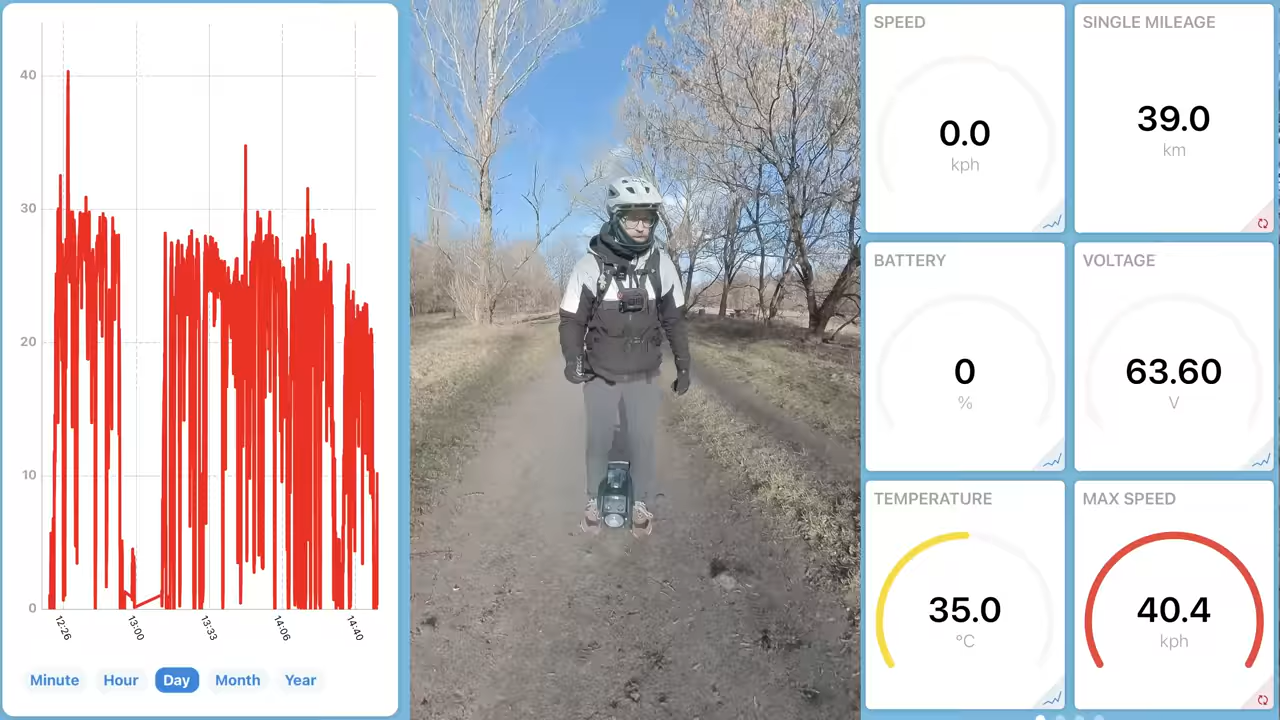 40
30
20
10
0
12:26
13:00
13:33
14:06
14:40
Minute
Hour
Day
Month
Year
SPEED
0.0
kph
SINGLE MILEAGE
39.0
km
BATTERY
0
%
VOLTAGE
63.60
V
TEMPERATURE
35.0
°C
MAX SPEED
40.4
kph